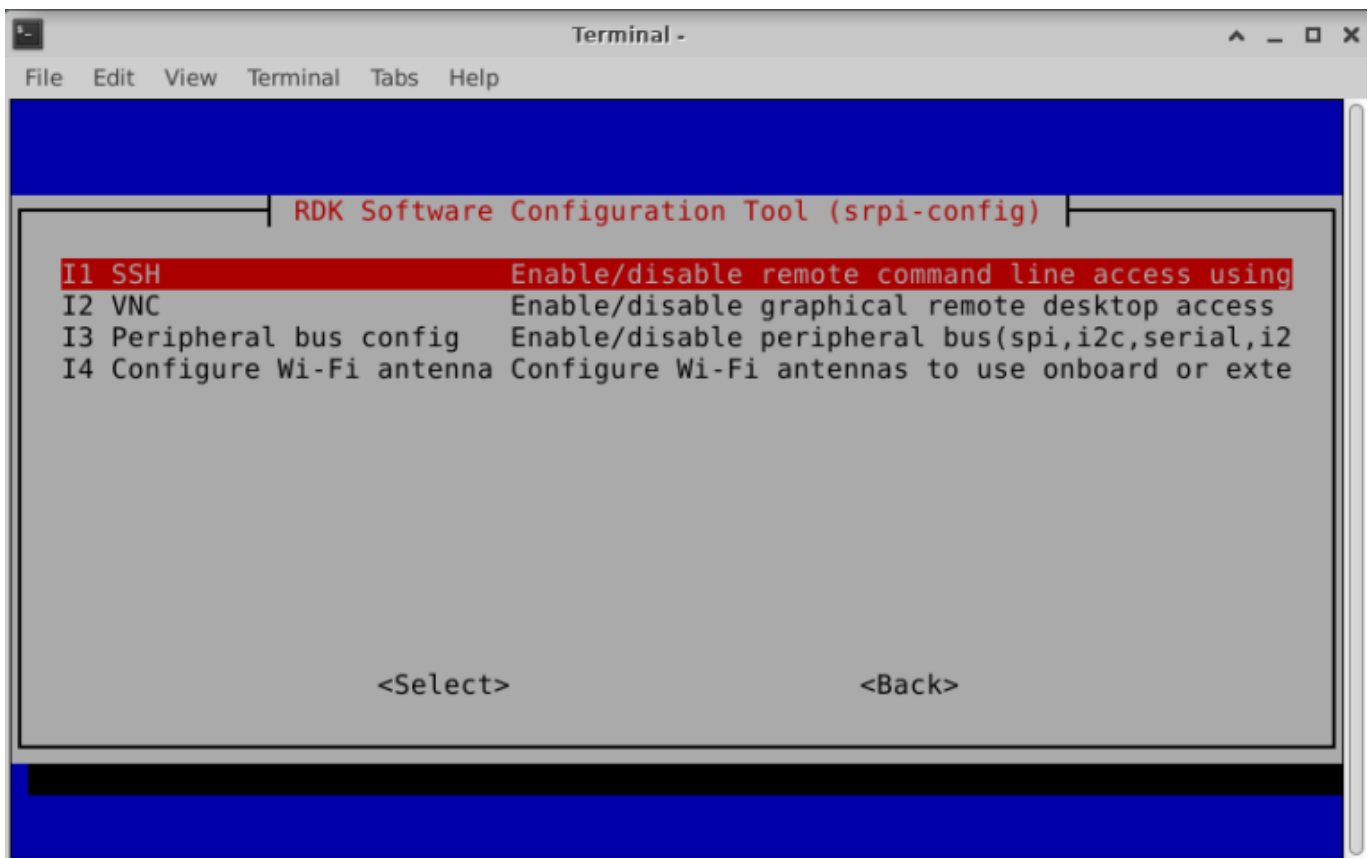 Terminal -
File Edit View Terminal Tabs Help
RDK Software Configuration Tool (srpi-config)
I1 SSH Enable/disable remote command line access using
I2 VNC Enable/disable graphical remote desktop access
I3 Peripheral bus config Enable/disable peripheral bus(spi,i2c,serial,i2
I4 Configure Wi-Fi antenna Configure Wi-Fi antennas to use onboard or exte
<Select> <Back>